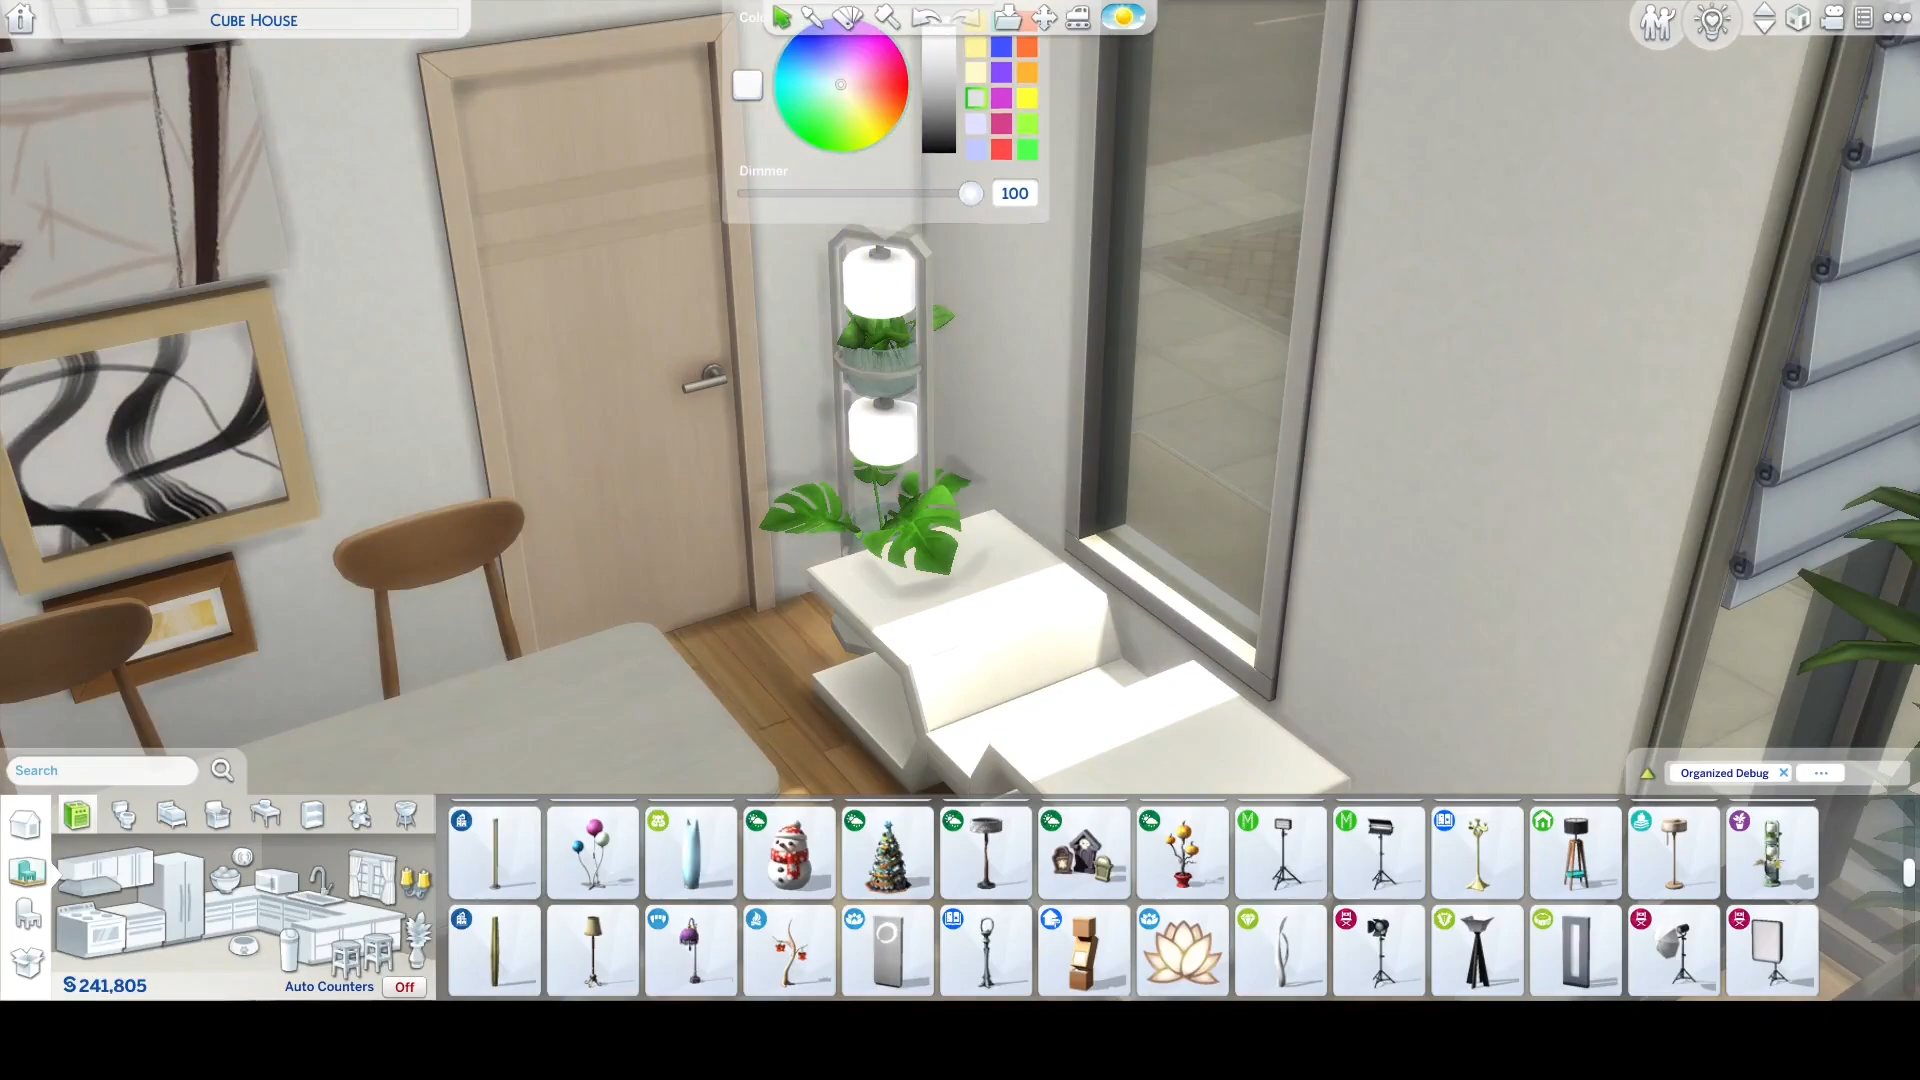 CUBE HOUSE
Dimmer
100
Search
Organized Debug
§241,805
Auto Counters
Off